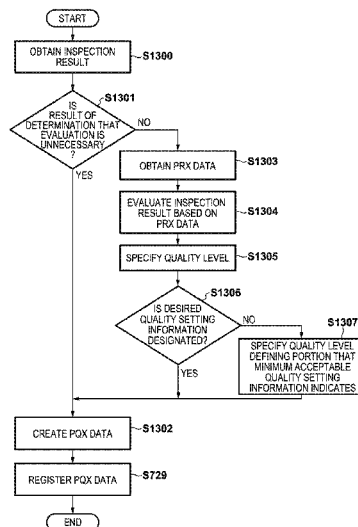 START
OBTAIN INSPECTION
RESULT
S1300
IS
RESULT OF
DETERMINATION THAT
EVALUATION IS
UNNECESSARY
?
S1301
NO
YES
OBTAIN PRX DATA
S1303
EVALUATE INSPECTION
RESULT BASED ON
PRX DATA
S1304
SPECIFY QUALITY LEVEL
S1305
IS DESIRED
QUALITY SETTING
INFORMATION
DESIGNATED?
S1306
NO
YES
S1307
SPECIFY QUALITY LEVEL
DEFINING PORTION THAT
MINIMUM ACCEPTABLE
QUALITY SETTING
INFORMATION INDICATES
CREATE PQX DATA
S1302
REGISTER PQX DATA
S729
END